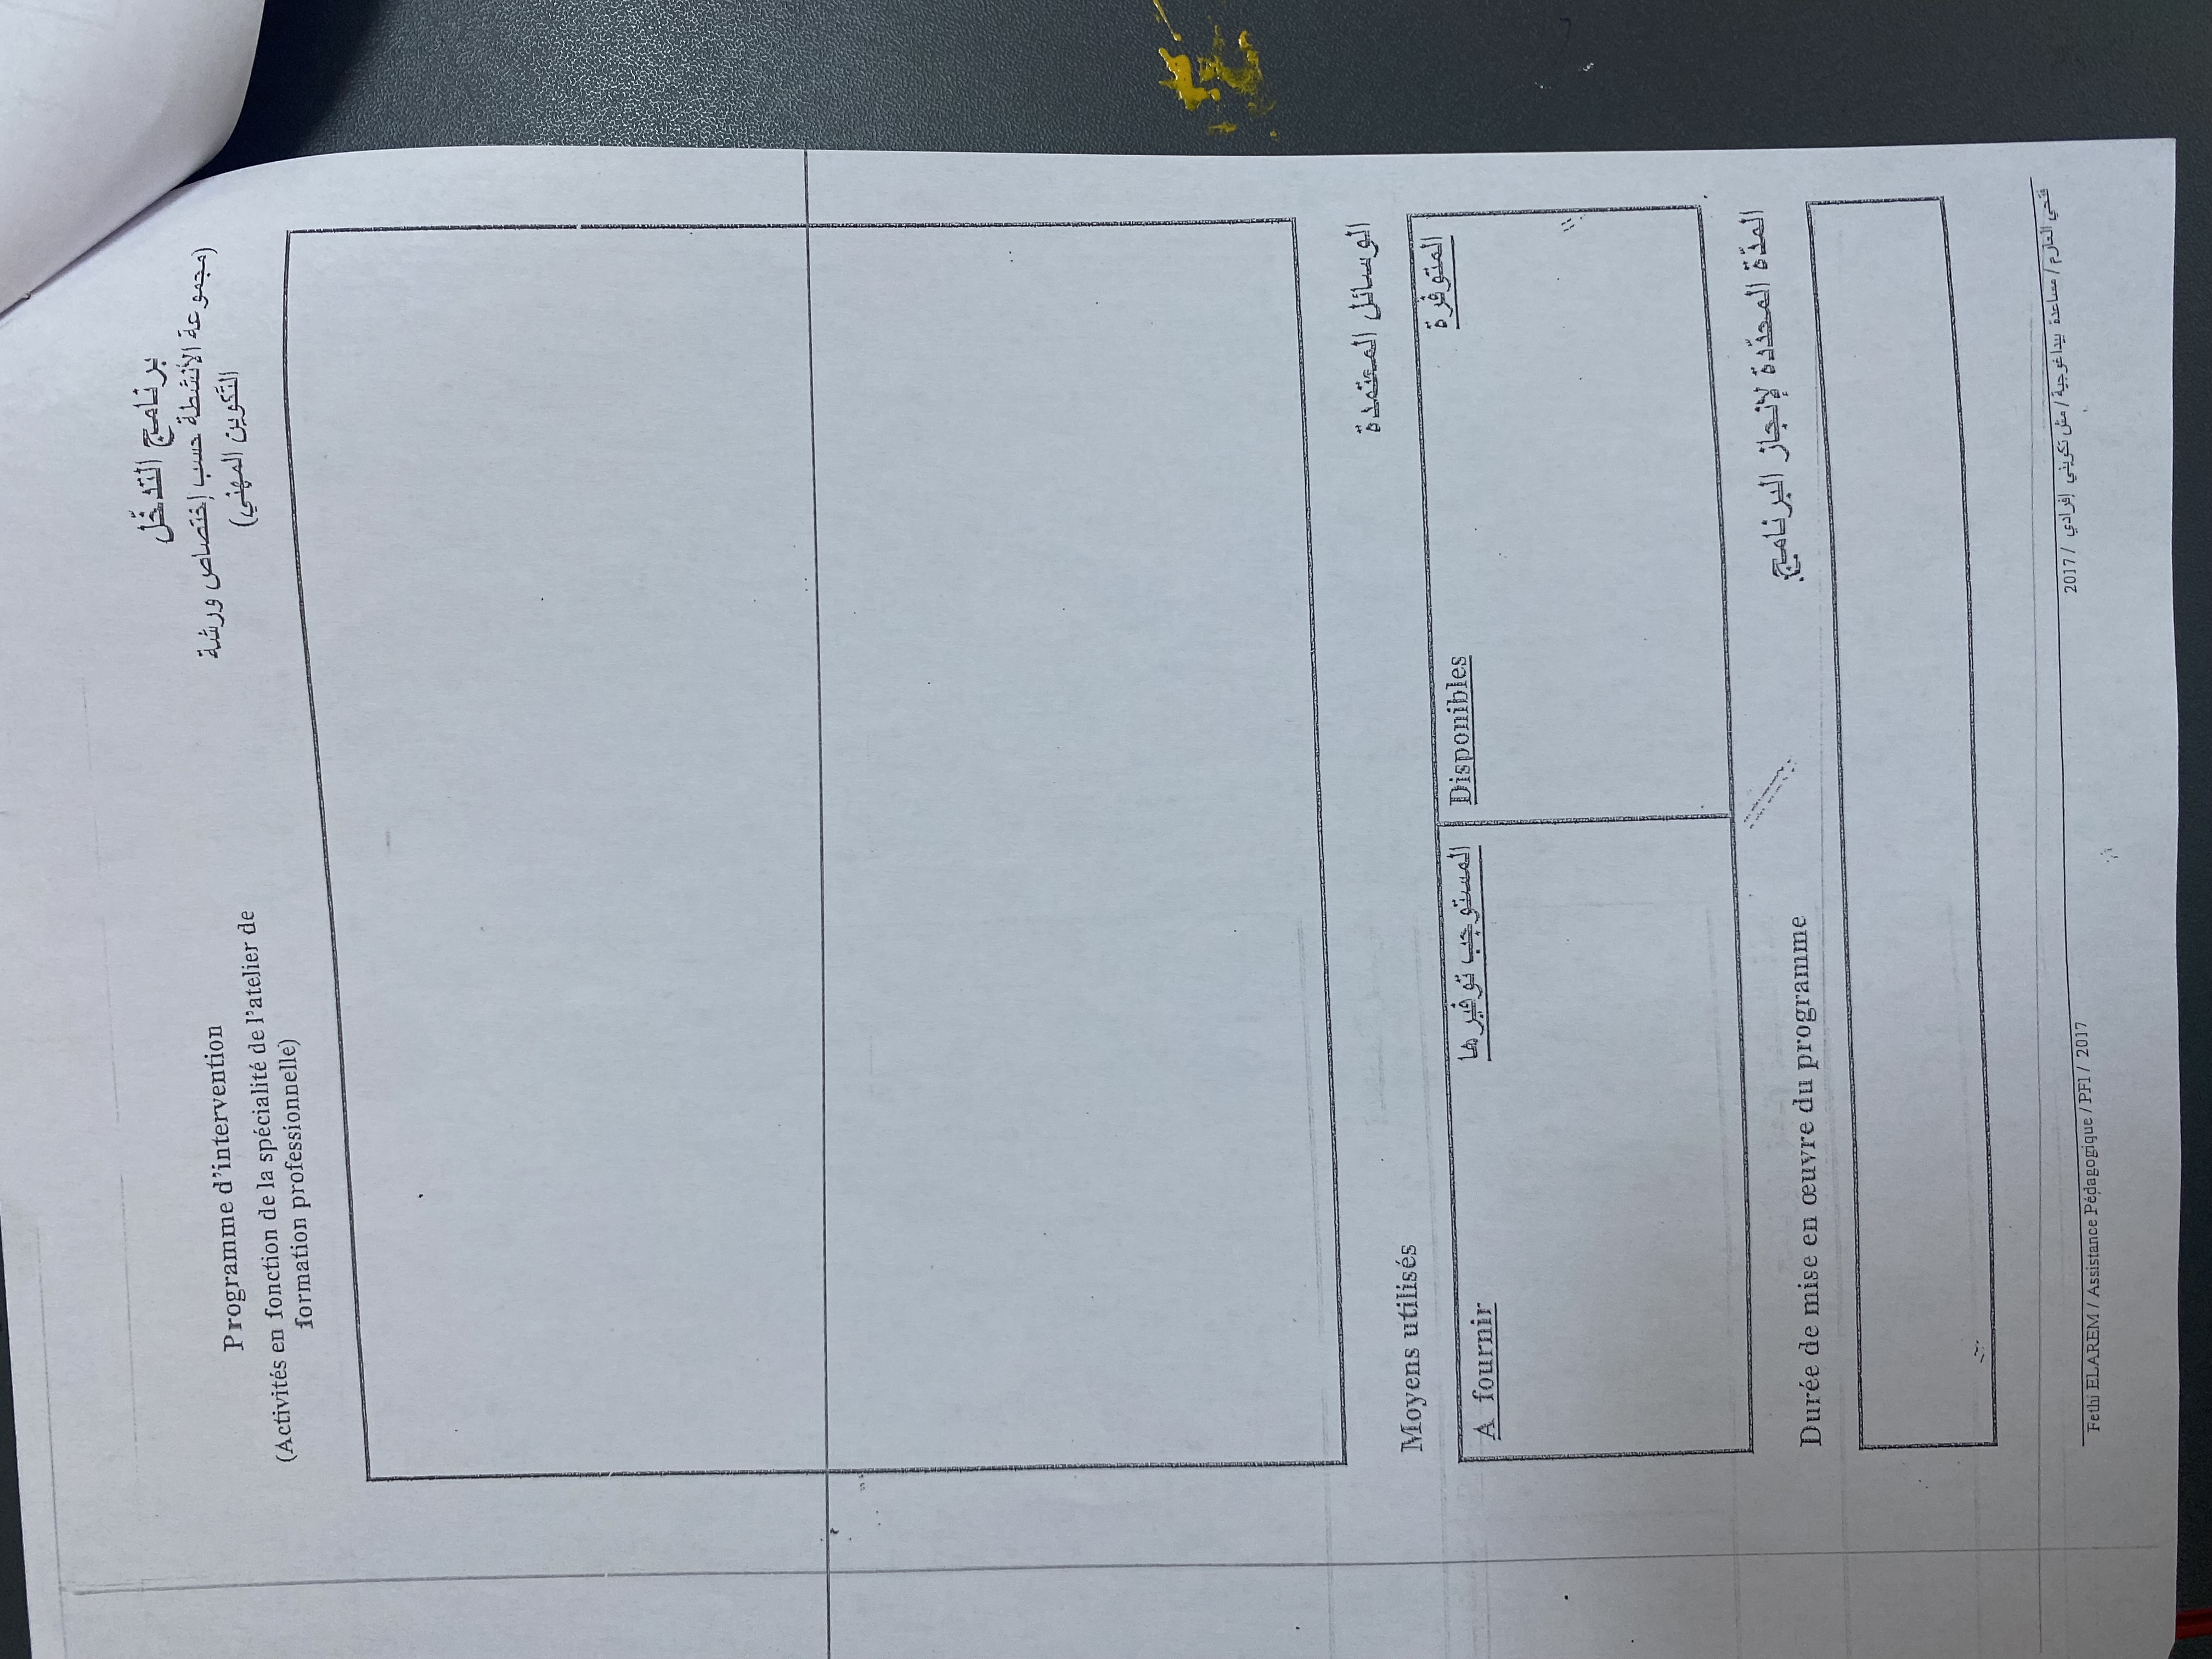 برنامج التدخّل
(مجموعة الأنشطة حسب إختصاص ورشة
التّكوين المهني)
Programme d'intervention
(Activités en fonction de la spécialité de l'atelier de
formation professionnelle)
الوسائل المعتمدة
Moyens utilisés
المتوفرة
Disponibles
المستوجب توفيرها
A fournir
المدّة المحدّدة لإنجاز البرنامج
Durée de mise en œuvre du programme
فتحي العارم / مساعدة بيداغوجية / مش تكويني إفرادي / 2017
Fethi ELAREM / Assistance Pédagogique / PFI / 2017